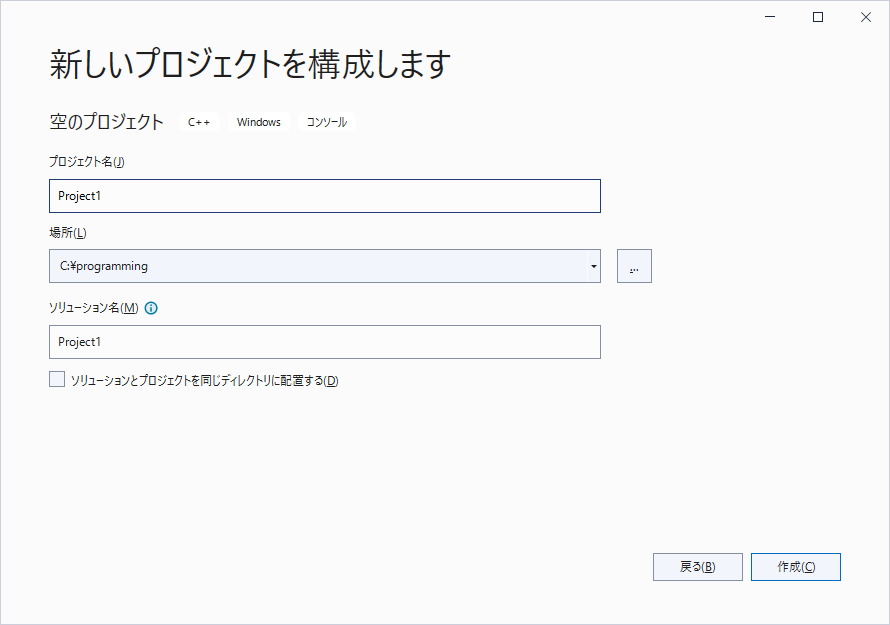 新しいプロジェクトを構成します
空のプロジェクト C++ Windows コンソール
プロジェクト名(J)
Project1
場所(L)
C:¥programming
...
ソリューション名(M)
Project1
ソリューションとプロジェクトを同じディレクトリに配置する(D)
戻る(B) 作成(C)